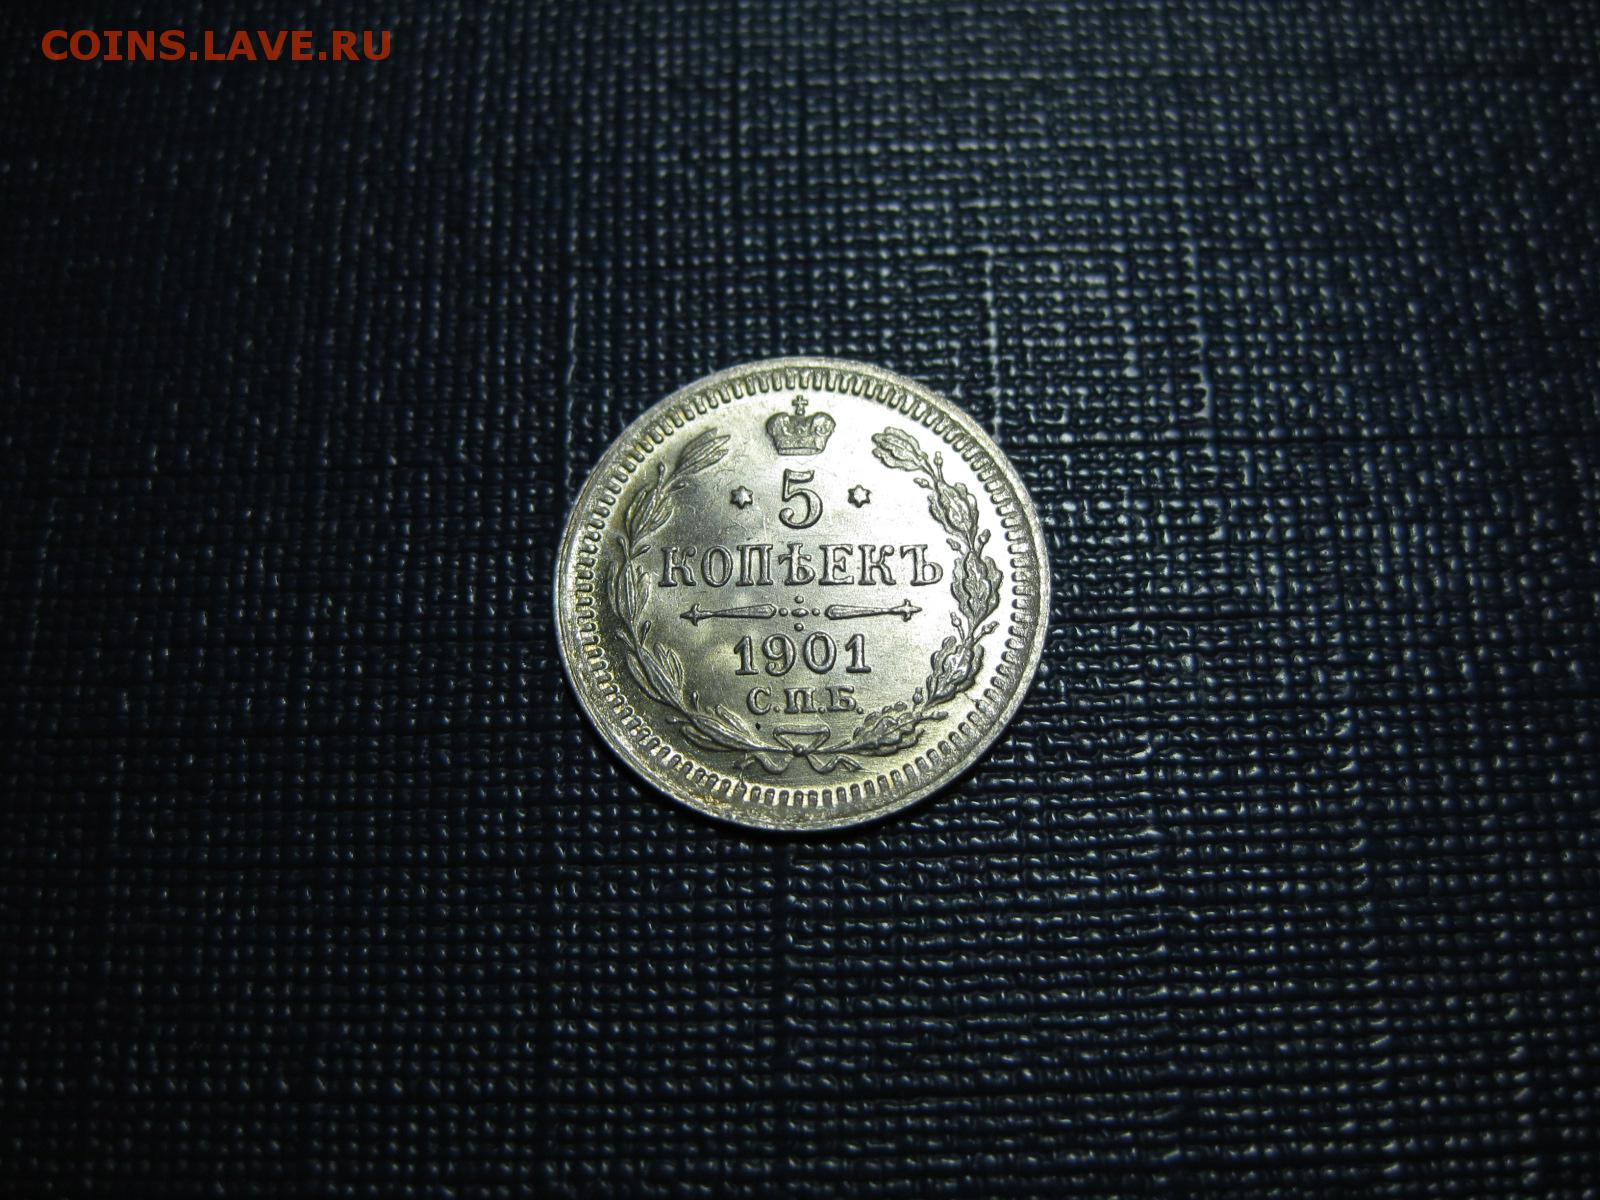 COINS.LAVE.RU
5
КОПѢЕКЪ
1901
С.П.Б.